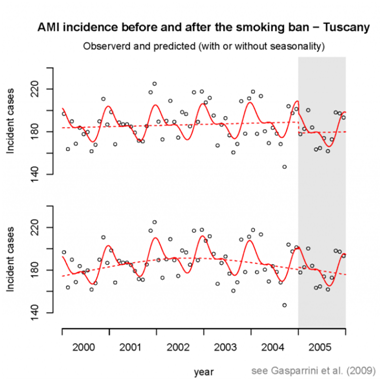 AMI incidence before and after the smoking ban − Tuscany
Observerd and predicted (with or without seasonality)
Incident cases
220
180
140
Incident cases
220
180
140
2000 2001 2002 2003 2004 2005
year
see Gasparrini et al. (2009)